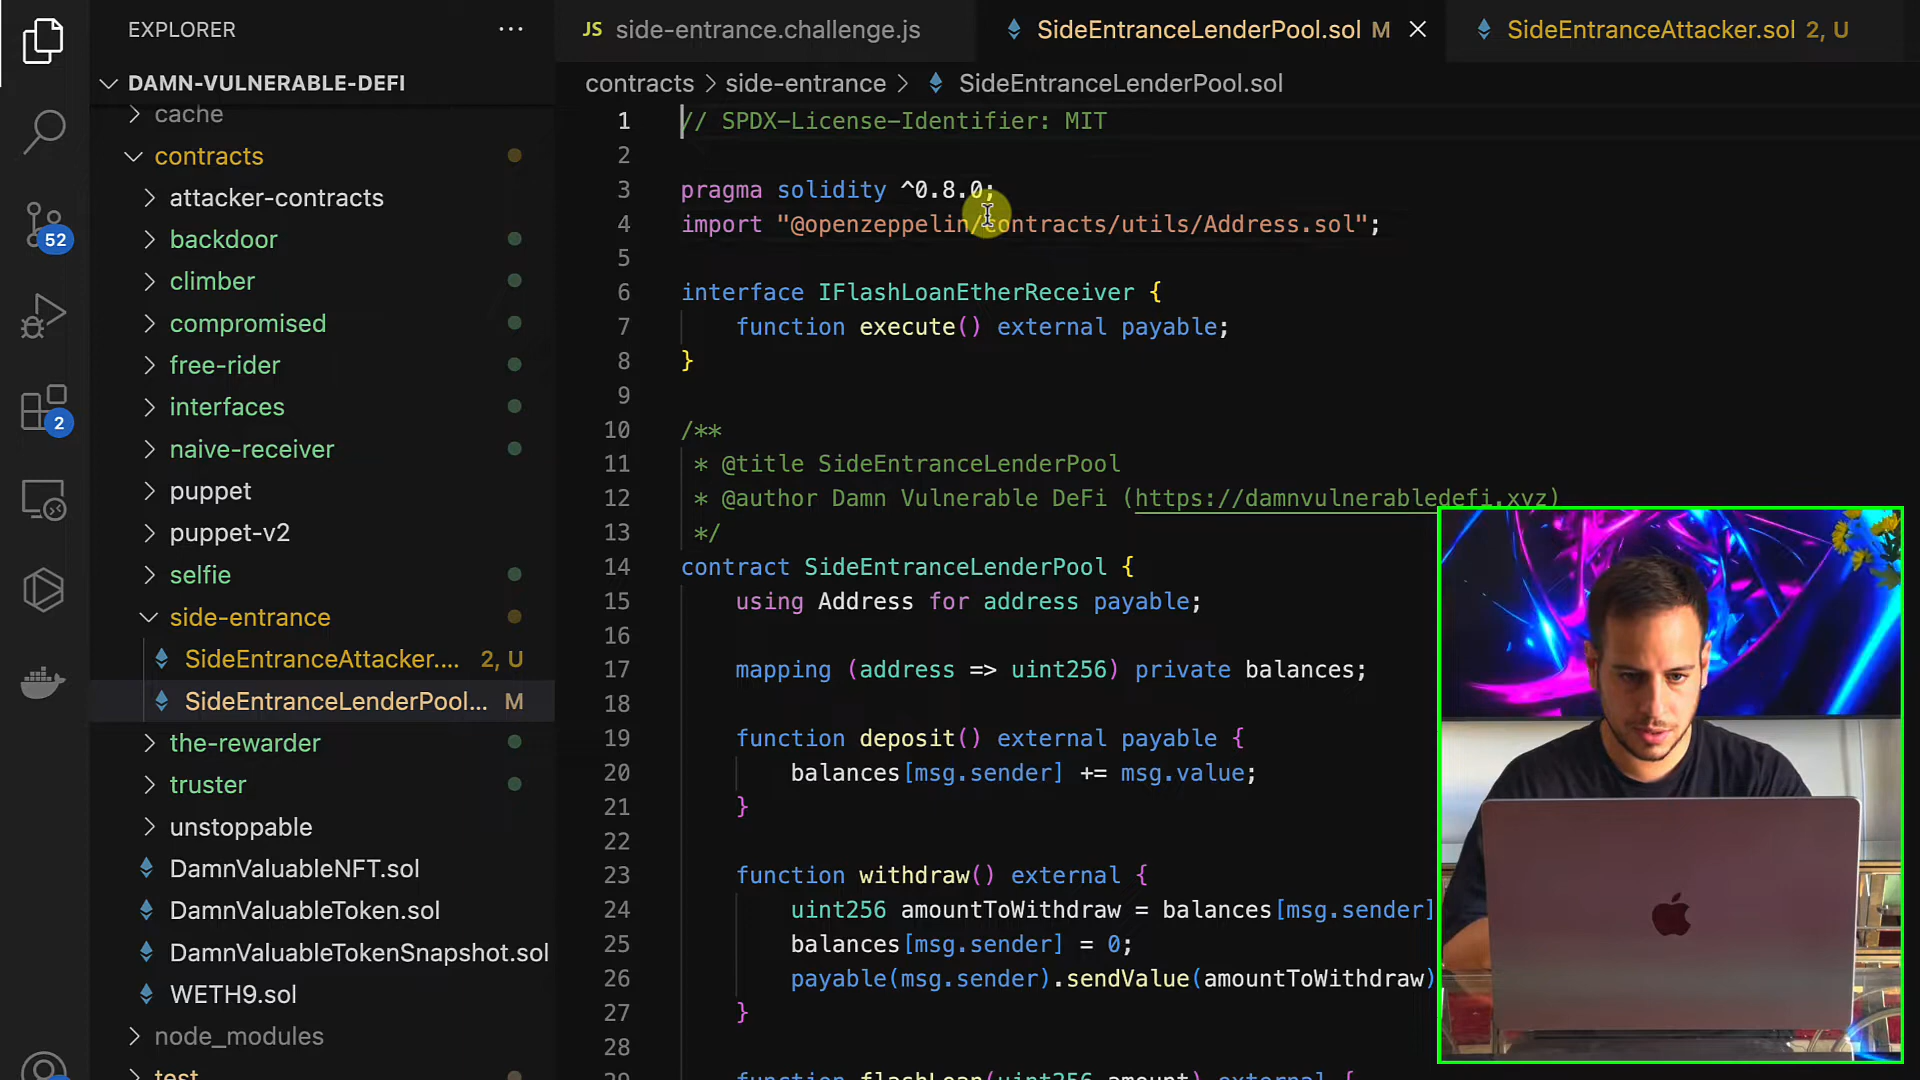 EXPLORER
DAMN-VULNERABLE-DEFI
cache
contracts
attacker-contracts
backdoor
climber
compromised
free-rider
interfaces
naive-receiver
puppet
puppet-v2
selfie
side-entrance
SideEntranceAttacker.... 2, U
SideEntranceLenderPool... M
the-rewarder
truster
unstoppable
DamnValuableNFT.sol
DamnValuableToken.sol
DamnValuableTokenSnapshot.sol
WETH9.sol
node_modules
test
52
2
JS side-entrance.challenge.js
SideEntranceLenderPool.sol M
SideEntranceAttacker.sol 2, U
contracts > side-entrance > SideEntranceLenderPool.sol
1 // SPDX-License-Identifier: MIT
2
3 pragma solidity ^0.8.0;
4 import "@openzeppelin/contracts/utils/Address.sol";
5
6 interface IFlashLoanEtherReceiver {
7 function execute() external payable;
8 }
9
10 /**
11 * @title SideEntranceLenderPool
12 * @author Damn Vulnerable DeFi (https://damnvulnerabledefi.xyz)
13 */
14 contract SideEntranceLenderPool {
15 using Address for address payable;
16
17 mapping (address => uint256) private balances;
18
19 function deposit() external payable {
20 balances[msg.sender] += msg.value;
21 }
22
23 function withdraw() external {
24 uint256 amountToWithdraw = balances[msg.sender]
25 balances[msg.sender] = 0;
26 payable(msg.sender).sendValue(amountToWithdraw)
27 }
28
29 function flashLoan(uint256 amount) external {